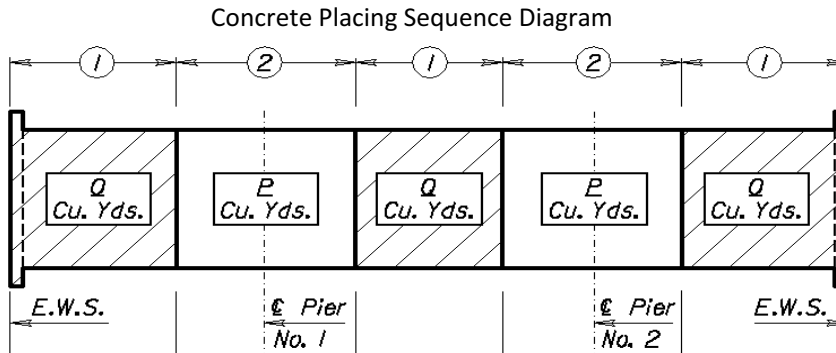 Concrete Placing Sequence Diagram
1 2 1 2 1
Q P Q P Q
Cu. Yds. Cu. Yds. Cu. Yds. Cu. Yds. Cu. Yds.
E.W.S. ℄ Pier ℄ Pier E.W.S.
No. 1 No. 2